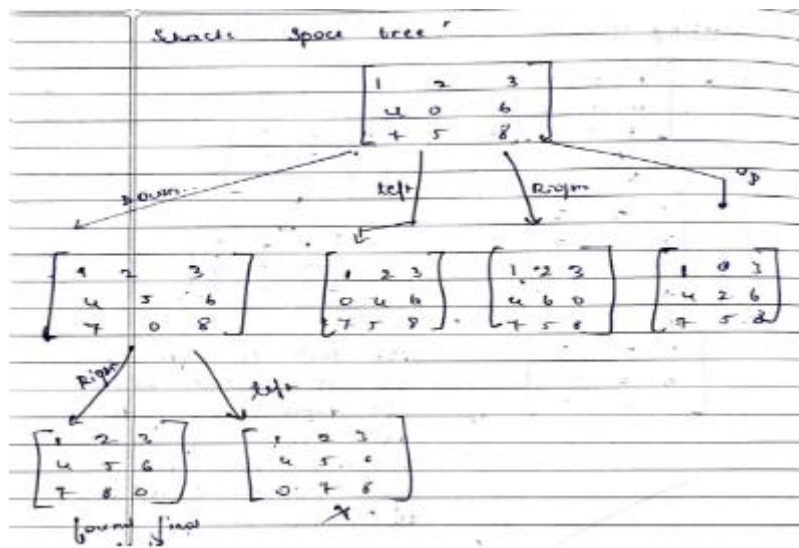 Space tree
1 2 3
4 0 6
7 5 8
Down left Right UP
1 2 3 1 2 3 1 2 3 1 0 3
4 5 6 0 4 6 4 6 0 4 2 6
7 0 8 7 5 8 7 5 8 7 5 8
Right left
1 2 3 1 2 3
4 5 6 4 5 6
7 8 0 0 7 8
found final x